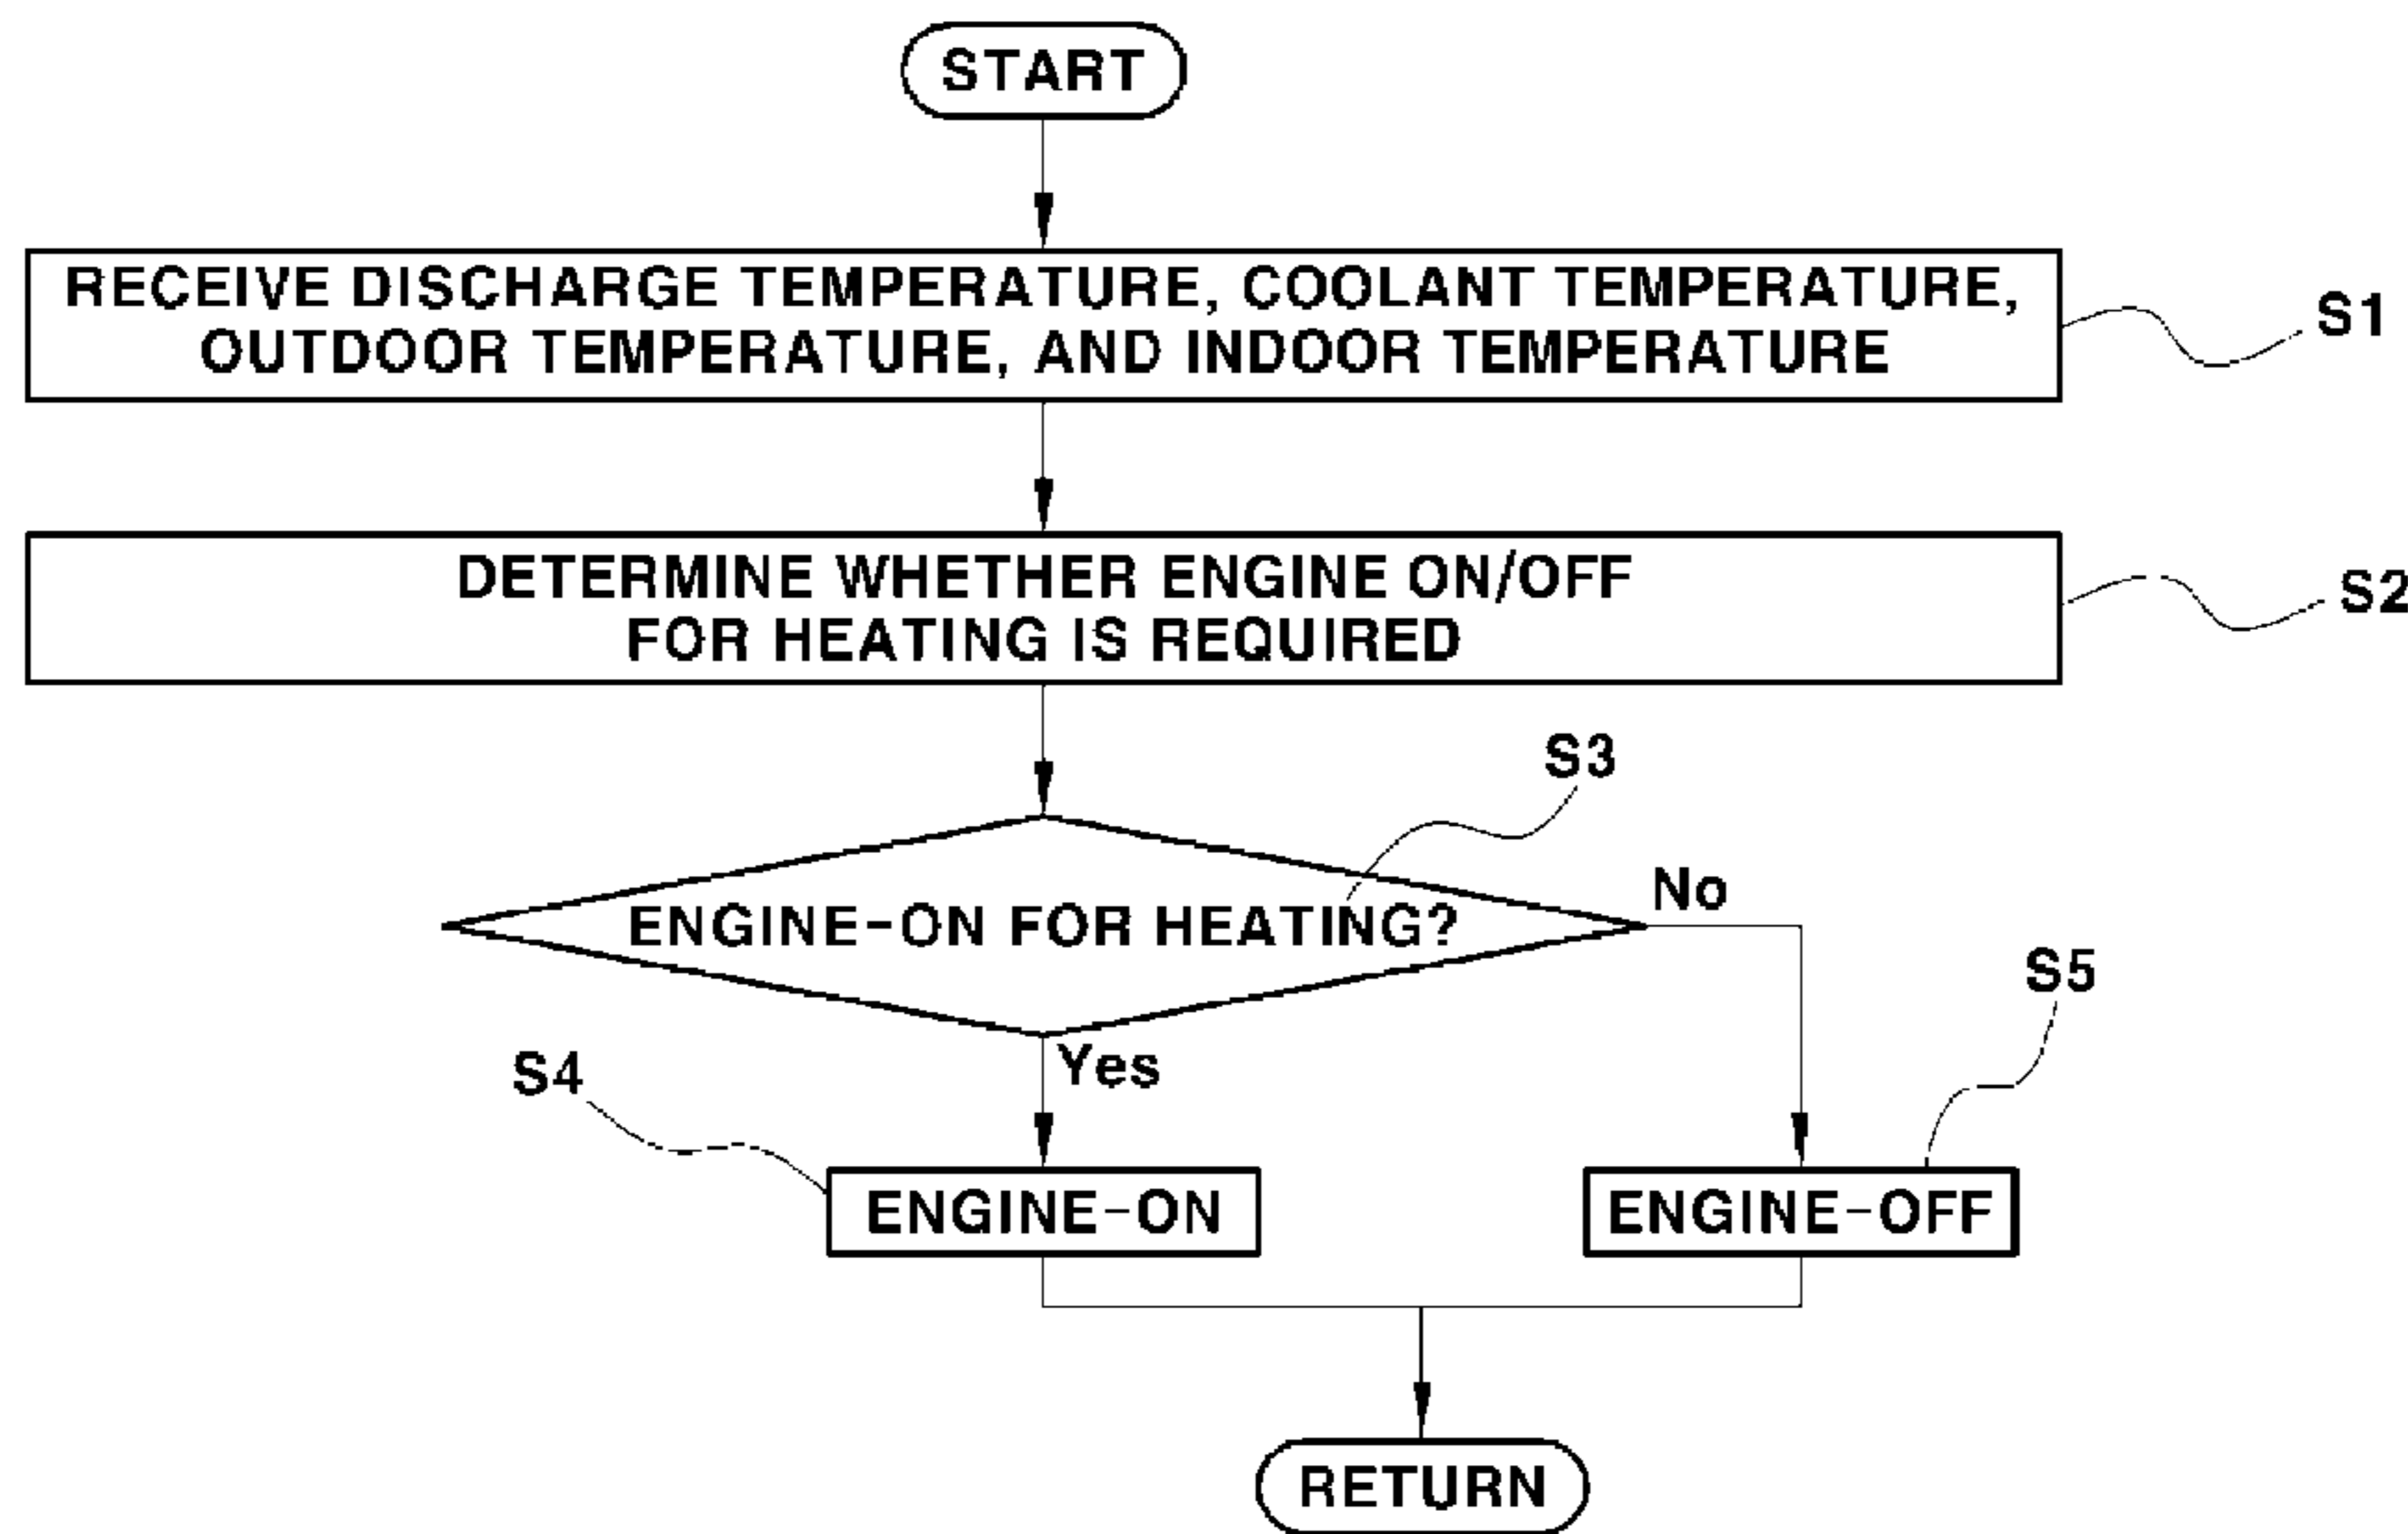 START
RECEIVE DISCHARGE TEMPERATURE, COOLANT TEMPERATURE,
OUTDOOR TEMPERATURE, AND INDOOR TEMPERATURE
S1
DETERMINE WHETHER ENGINE ON/OFF
FOR HEATING IS REQUIRED
S2
S3
ENGINE-ON FOR HEATING?
No
S5
Yes
S4
ENGINE-ON
ENGINE-OFF
RETURN